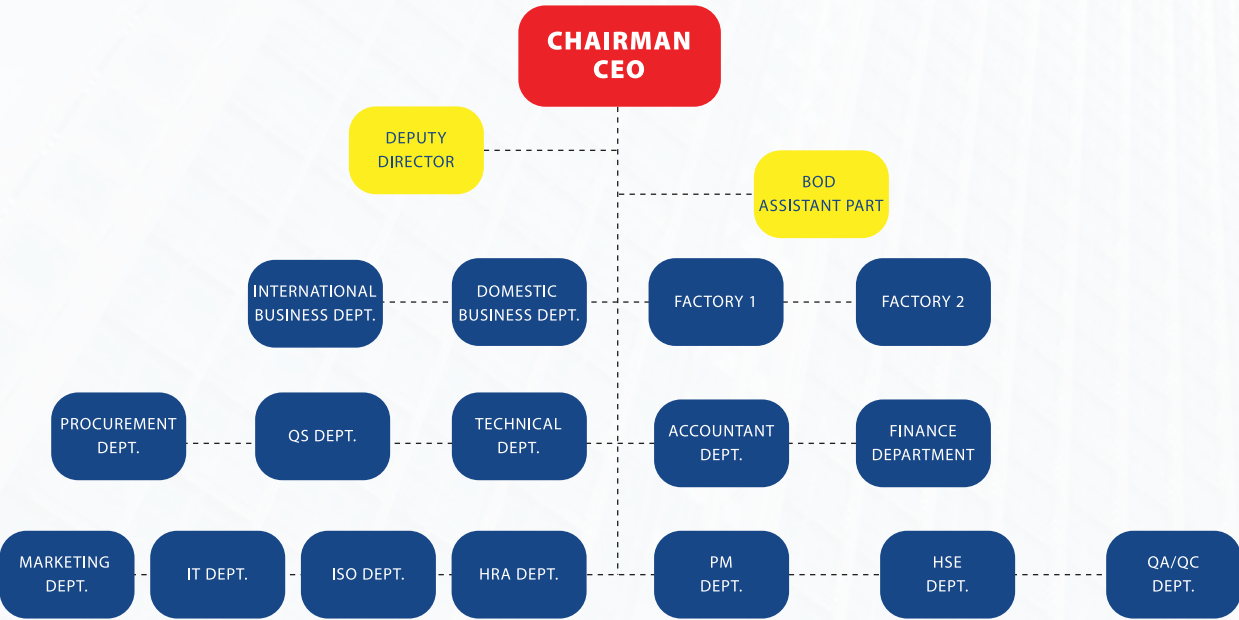 CHAIRMAN
CEO
DEPUTY
DIRECTOR
BOD
ASSISTANT PART
INTERNATIONAL
BUSINESS DEPT.
DOMESTIC
BUSINESS DEPT.
FACTORY 1
FACTORY 2
PROCUREMENT
DEPT.
QS DEPT.
TECHNICAL
DEPT.
ACCOUNTANT
DEPT.
FINANCE
DEPARTMENT
MARKETING
DEPT.
IT DEPT.
ISO DEPT.
HRA DEPT.
PM
DEPT.
HSE
DEPT.
QA/QC
DEPT.